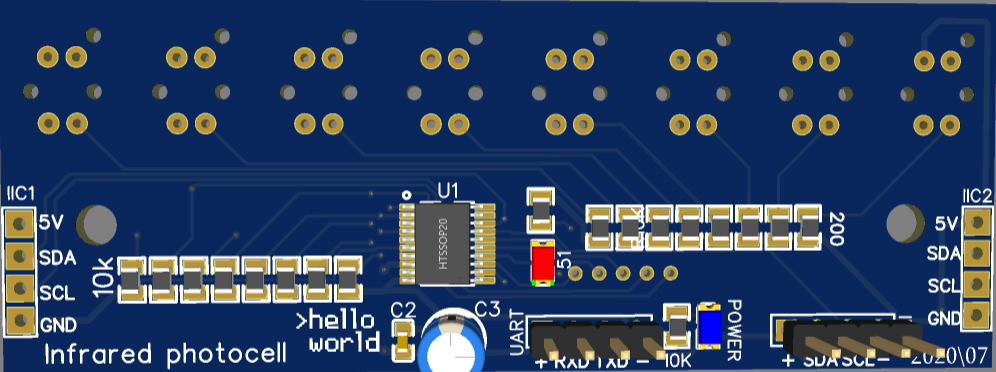 IIC1
5V
SDA
SCL
GND
10k
>hello
world
Infrared photocell
U1
HTSSOP20
C2
C3
51
200
UART
+ RXD TXD -
10K
POWER
+ SDA SCL -
2020\07
IIC2
5V
SDA
SCL
GND